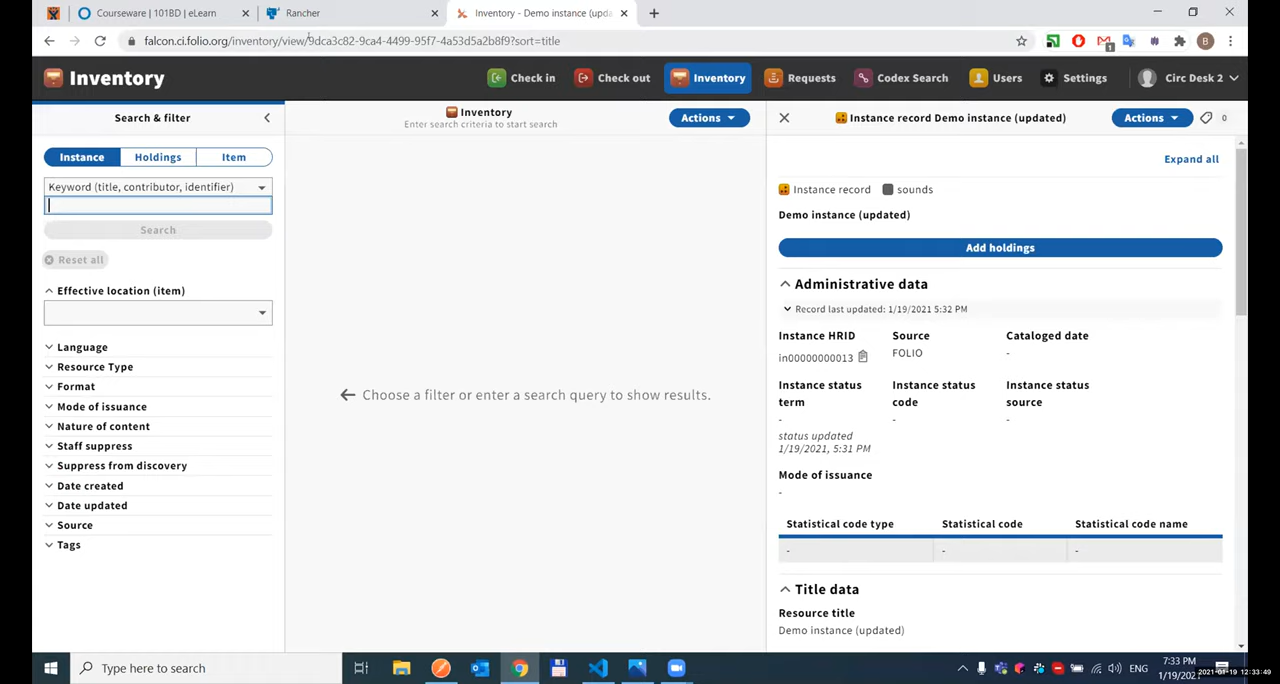 Courseware | 101BD | eLearn
Rancher
Inventory - Demo instance (upda
falcon.ci.folio.org/inventory/view/9dca3c82-9ca4-4499-95f7-4a53d5a2b8f9?sort=title
Inventory
Check in
Check out
Inventory
Requests
Codex Search
Users
Settings
Circ Desk 2
Search & filter
Instance
Holdings
Item
Keyword (title, contributor, identifier)
Search
Reset all
Effective location (item)
Language
Resource Type
Format
Mode of issuance
Nature of content
Staff suppress
Suppress from discovery
Date created
Date updated
Source
Tags
Inventory
Enter search criteria to start search
Actions
Choose a filter or enter a search query to show results.
Instance record Demo instance (updated)
Actions
0
Expand all
Instance record
sounds
Demo instance (updated)
Add holdings
Administrative data
Record last updated: 1/19/2021 5:32 PM
Instance HRID
Source
Cataloged date
in00000000013
FOLIO
-
Instance status term
Instance status code
Instance status source
-
-
-
status updated
1/19/2021, 5:31 PM
Mode of issuance
-
Statistical code type
Statistical code
Statistical code name
-
-
-
Title data
Resource title
Demo instance (updated)
Type here to search
ENG
7:33 PM
2021-01-19 12:33:49